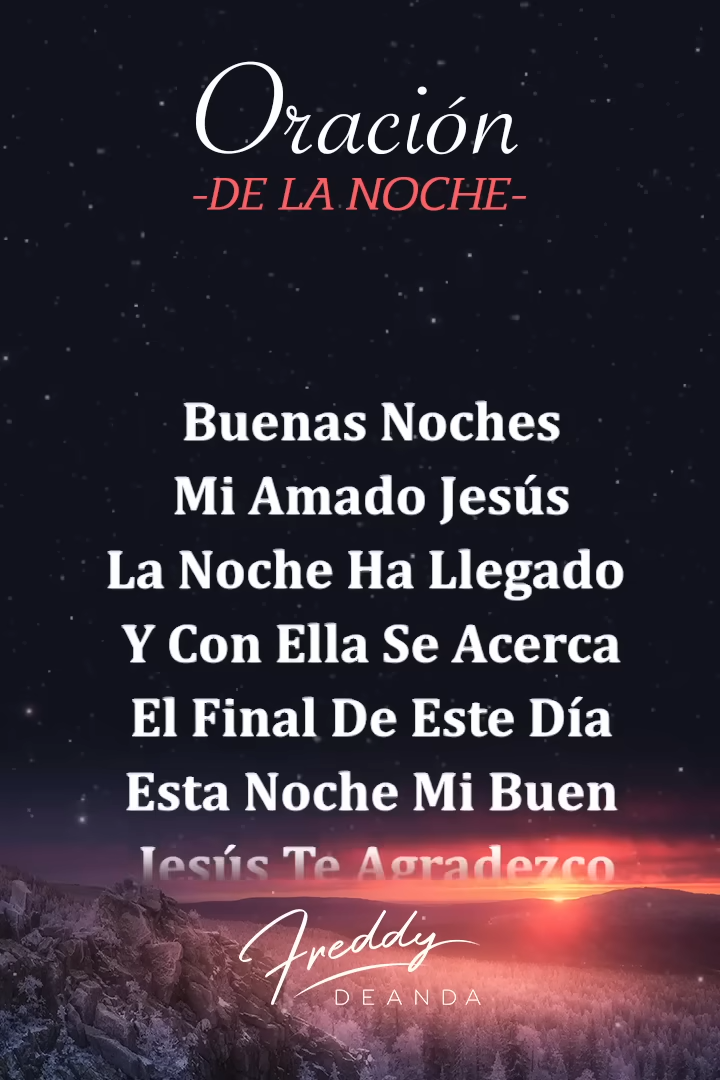 Oración
-DE LA NOCHE-
Buenas Noches
Mi Amado Jesús
La Noche Ha Llegado
Y Con Ella Se Acerca
El Final De Este Día
Esta Noche Mi Buen
Jesús Te Agradezco
Freddy
DEANDA